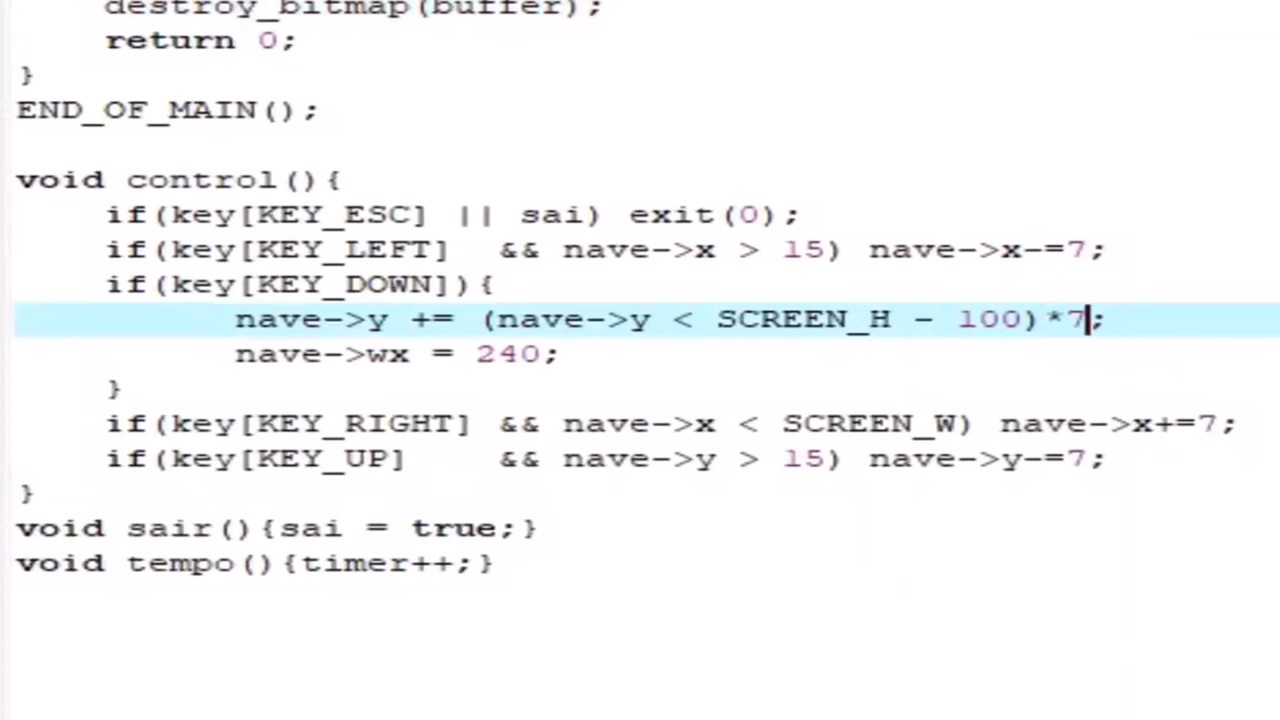 destroy_bitmap(buffer);
return 0;
}
END_OF_MAIN();
void control(){
if(key[KEY_ESC] || sai) exit(0);
if(key[KEY_LEFT] && nave->x > 15) nave->x-=7;
if(key[KEY_DOWN]){
nave->y += (nave->y < SCREEN_H - 100)*7;
nave->wx = 240;
}
if(key[KEY_RIGHT] && nave->x < SCREEN_W) nave->x+=7;
if(key[KEY_UP] && nave->y > 15) nave->y-=7;
}
void sair(){sai = true;}
void tempo(){timer++;}